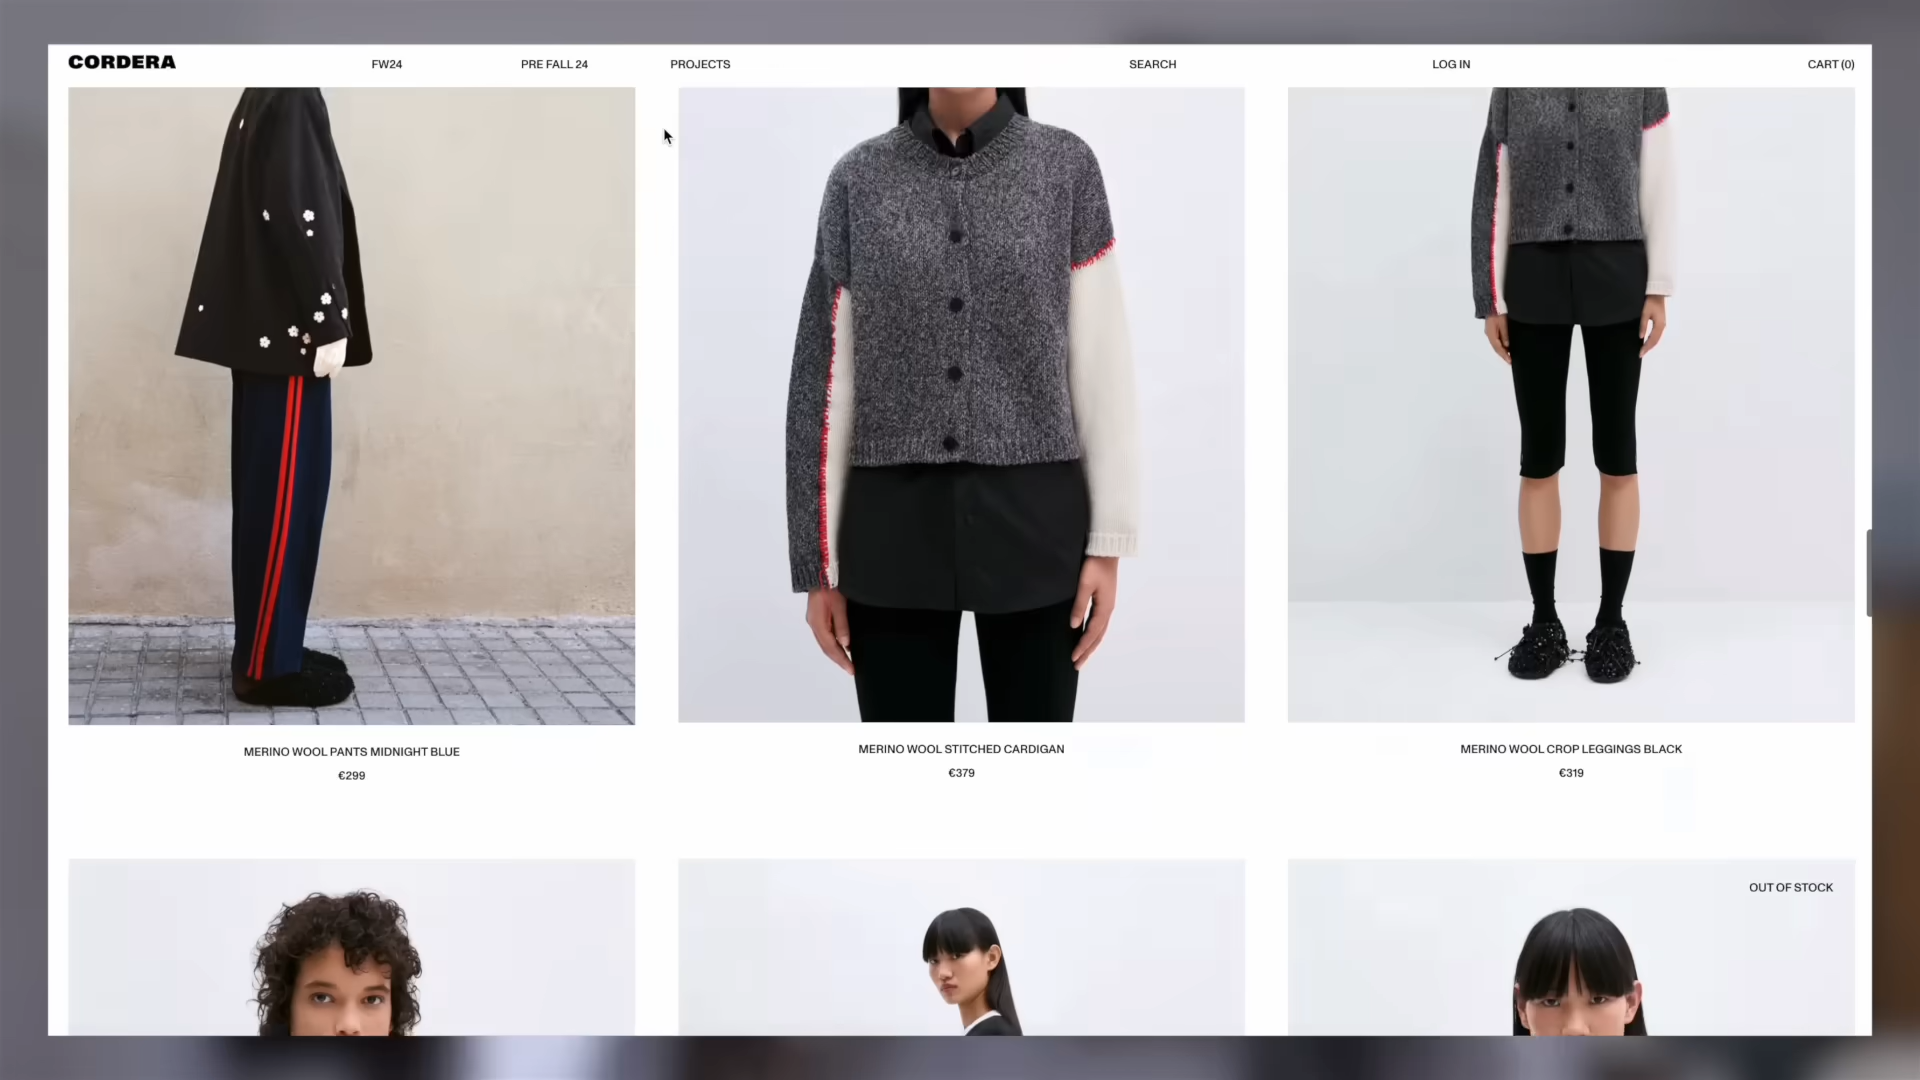 CORDERA
FW24
PRE FALL 24
PROJECTS
SEARCH
LOG IN
CART (0)
MERINO WOOL PANTS MIDNIGHT BLUE
€299
MERINO WOOL STITCHED CARDIGAN
€379
MERINO WOOL CROP LEGGINGS BLACK
€319
OUT OF STOCK